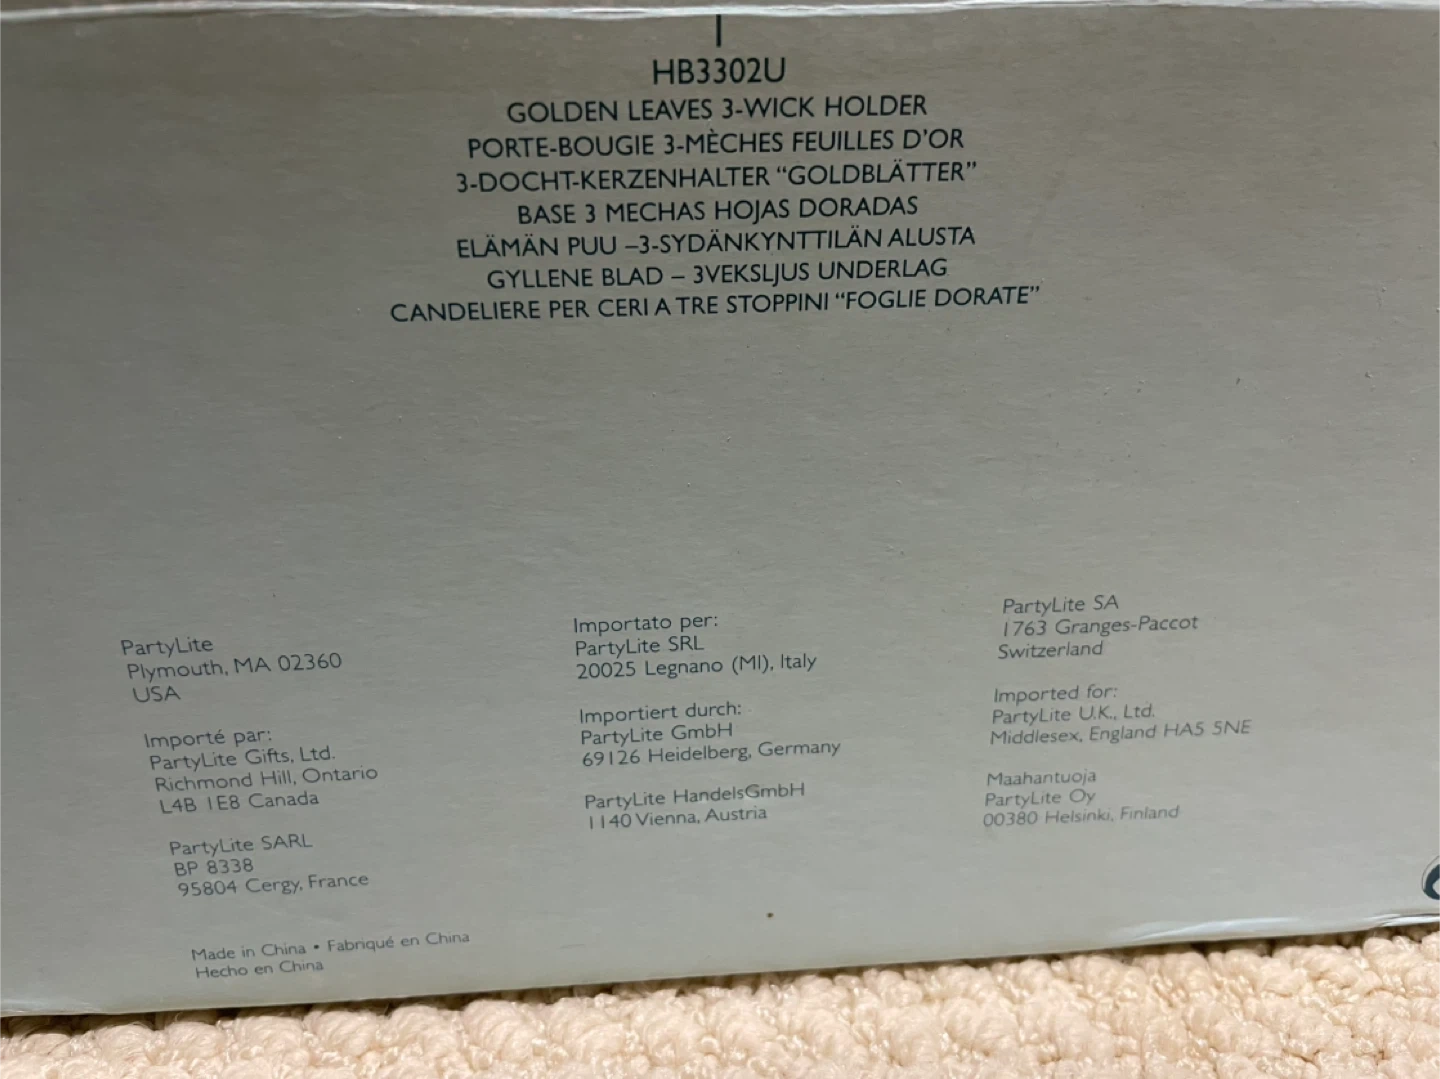 HB3302U
GOLDEN LEAVES 3-WICK HOLDER
PORTE-BOUGIE 3-MÈCHES FEUILLES D'OR
3-DOCHT-KERZENHALTER “GOLDBLÄTTER”
BASE 3 MECHAS HOJAS DORADAS
ELÄMÄN PUU –3-SYDÄNKYNTTILÄN ALUSTA
GYLLENE BLAD – 3VEKSLJUS UNDERLAG
CANDELIERE PER CERI A TRE STOPPINI “FOGLIE DORATE”
PartyLite
Plymouth, MA 02360
USA
Importé par:
PartyLite Gifts, Ltd.
Richmond Hill, Ontario
L4B 1E8 Canada
PartyLite SARL
BP 8338
95804 Cergy, France
Made in China • Fabriqué en China
Hecho en China
Importato per:
PartyLite SRL
20025 Legnano (MI), Italy
Importiert durch:
PartyLite GmbH
69126 Heidelberg, Germany
PartyLite HandelsGmbH
1140 Vienna, Austria
PartyLite SA
1763 Granges-Paccot
Switzerland
Imported for:
PartyLite U.K., Ltd.
Middlesex, England HA5 5NE
Maahantuoja
PartyLite Oy
00380 Helsinki, Finland